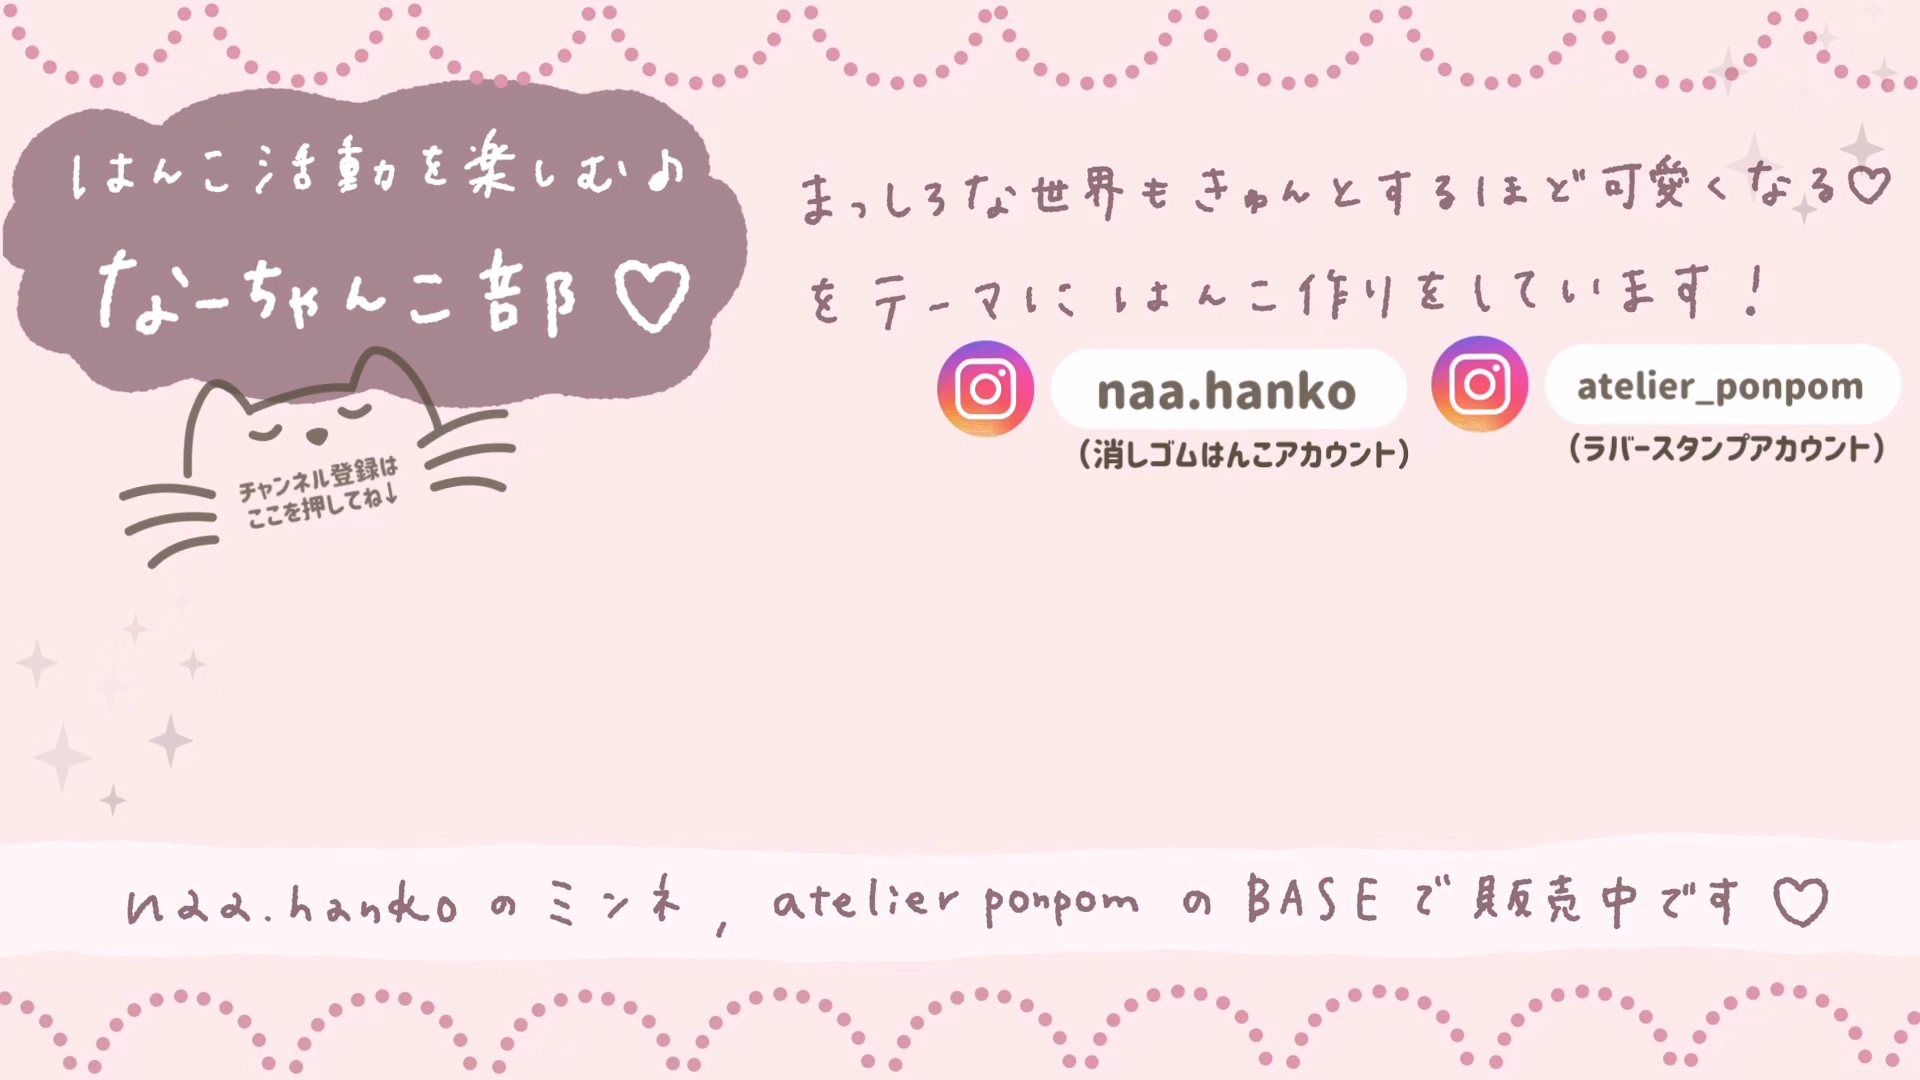 はんこ活動を楽しむ♪
なーちゃんこ部♡
まっしろな世界もきゅんとするほど可愛くなる♡
をテーマにはんこ作りをしています！
naa.hanko
(消しゴムはんこアカウント)
atelier_ponpom
(ラバースタンプアカウント)
チャンネル登録は
ここを押してね↓
naa.hankoのミンネ, atelier ponpomのBASEで販売中です♡